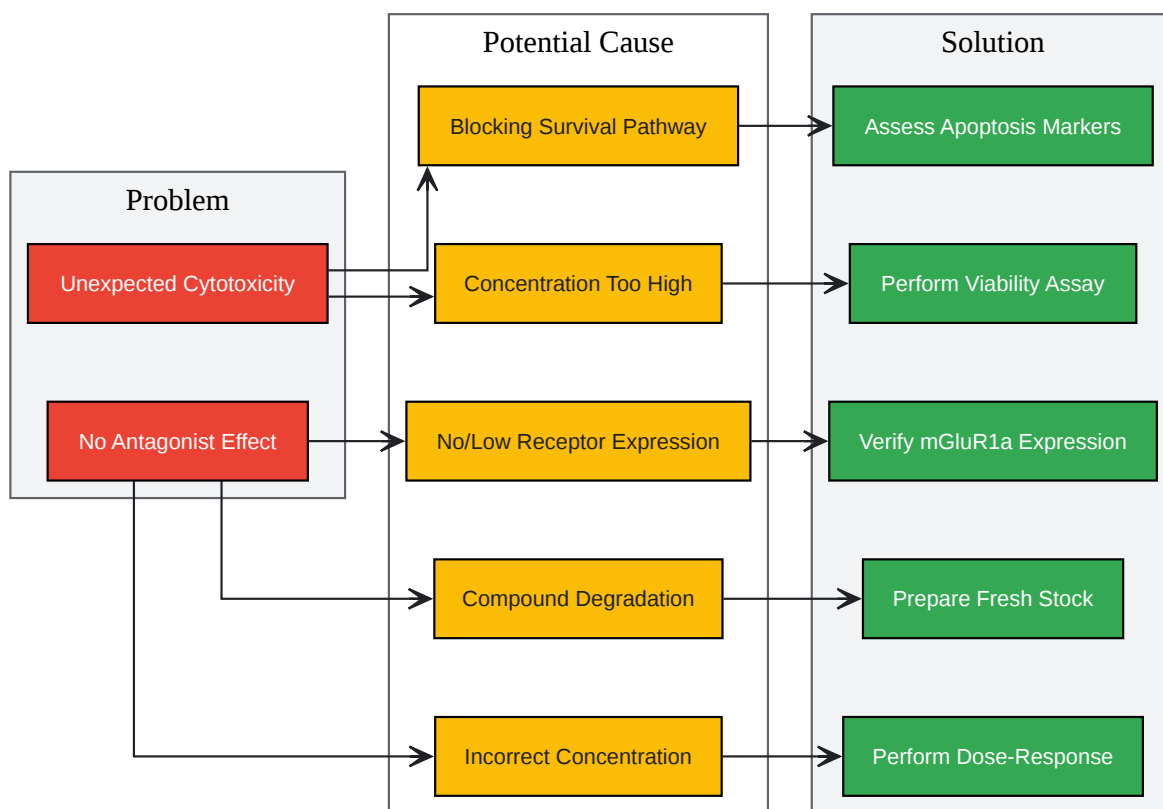 Problem
Unexpected Cytotoxicity
No Antagonist Effect
Potential Cause
Blocking Survival Pathway
Concentration Too High
No/Low Receptor Expression
Compound Degradation
Incorrect Concentration
Solution
Assess Apoptosis Markers
Perform Viability Assay
Verify mGluR1a Expression
Prepare Fresh Stock
Perform Dose-Response